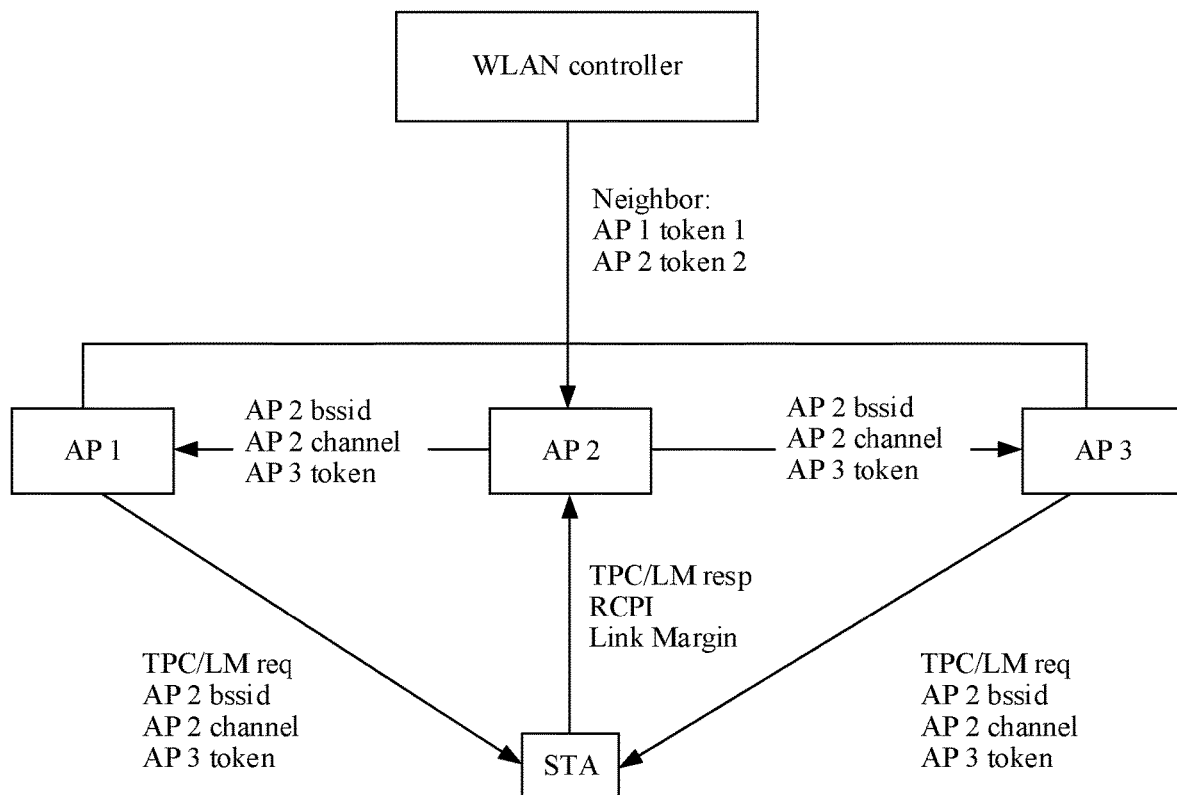 WLAN controller
Neighbor:
AP 1 token 1
AP 2 token 2
AP 1
AP 2 bssid
AP 2 channel
AP 3 token
AP 2
AP 2 bssid
AP 2 channel
AP 3 token
AP 3
TPC/LM resp
RCPI
Link Margin
TPC/LM req
AP 2 bssid
AP 2 channel
AP 3 token
STA
TPC/LM req
AP 2 bssid
AP 2 channel
AP 3 token